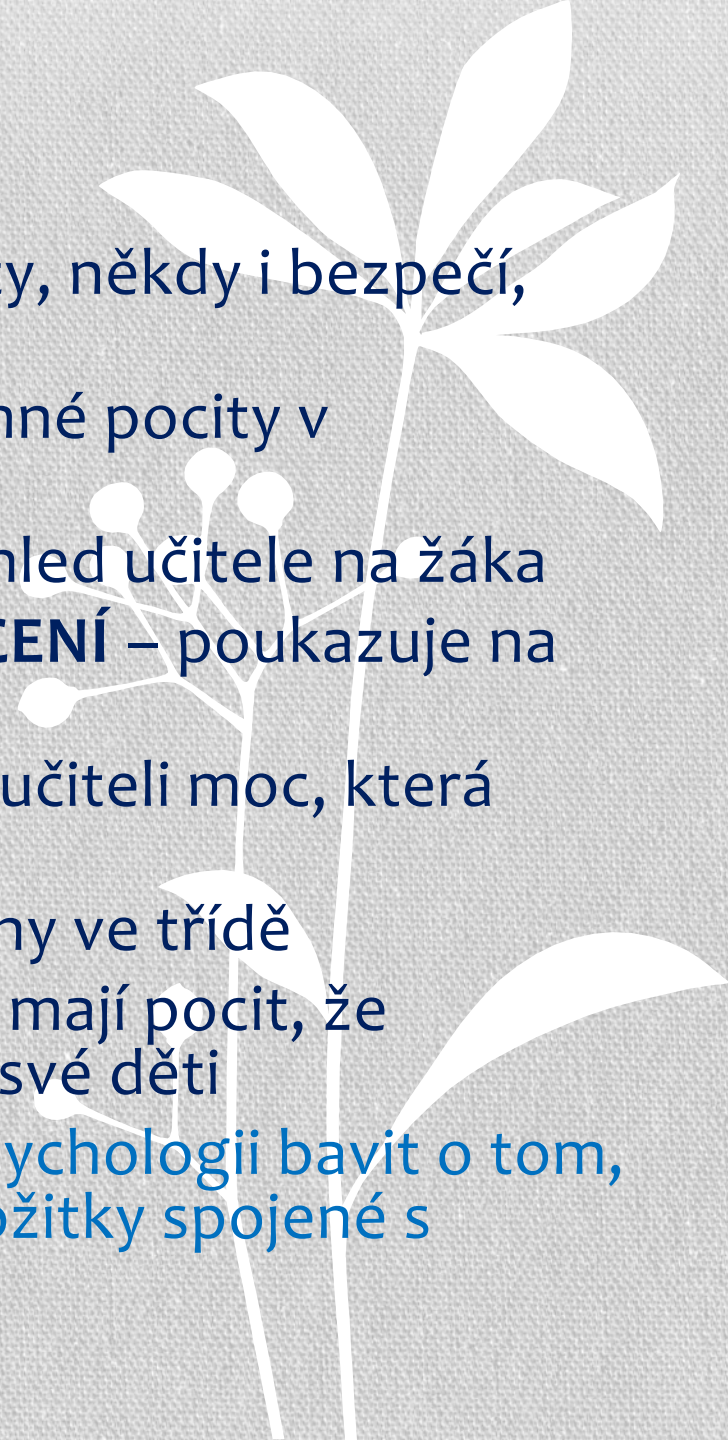 y, někdy i bezpečí,
nné pocity v
hled učitele na žáka
CENÍ – poukazuje na
učiteli moc, která
ny ve třídě
mají pocit, že
své děti
ychologii bavit o tom,
ožitky spojené s